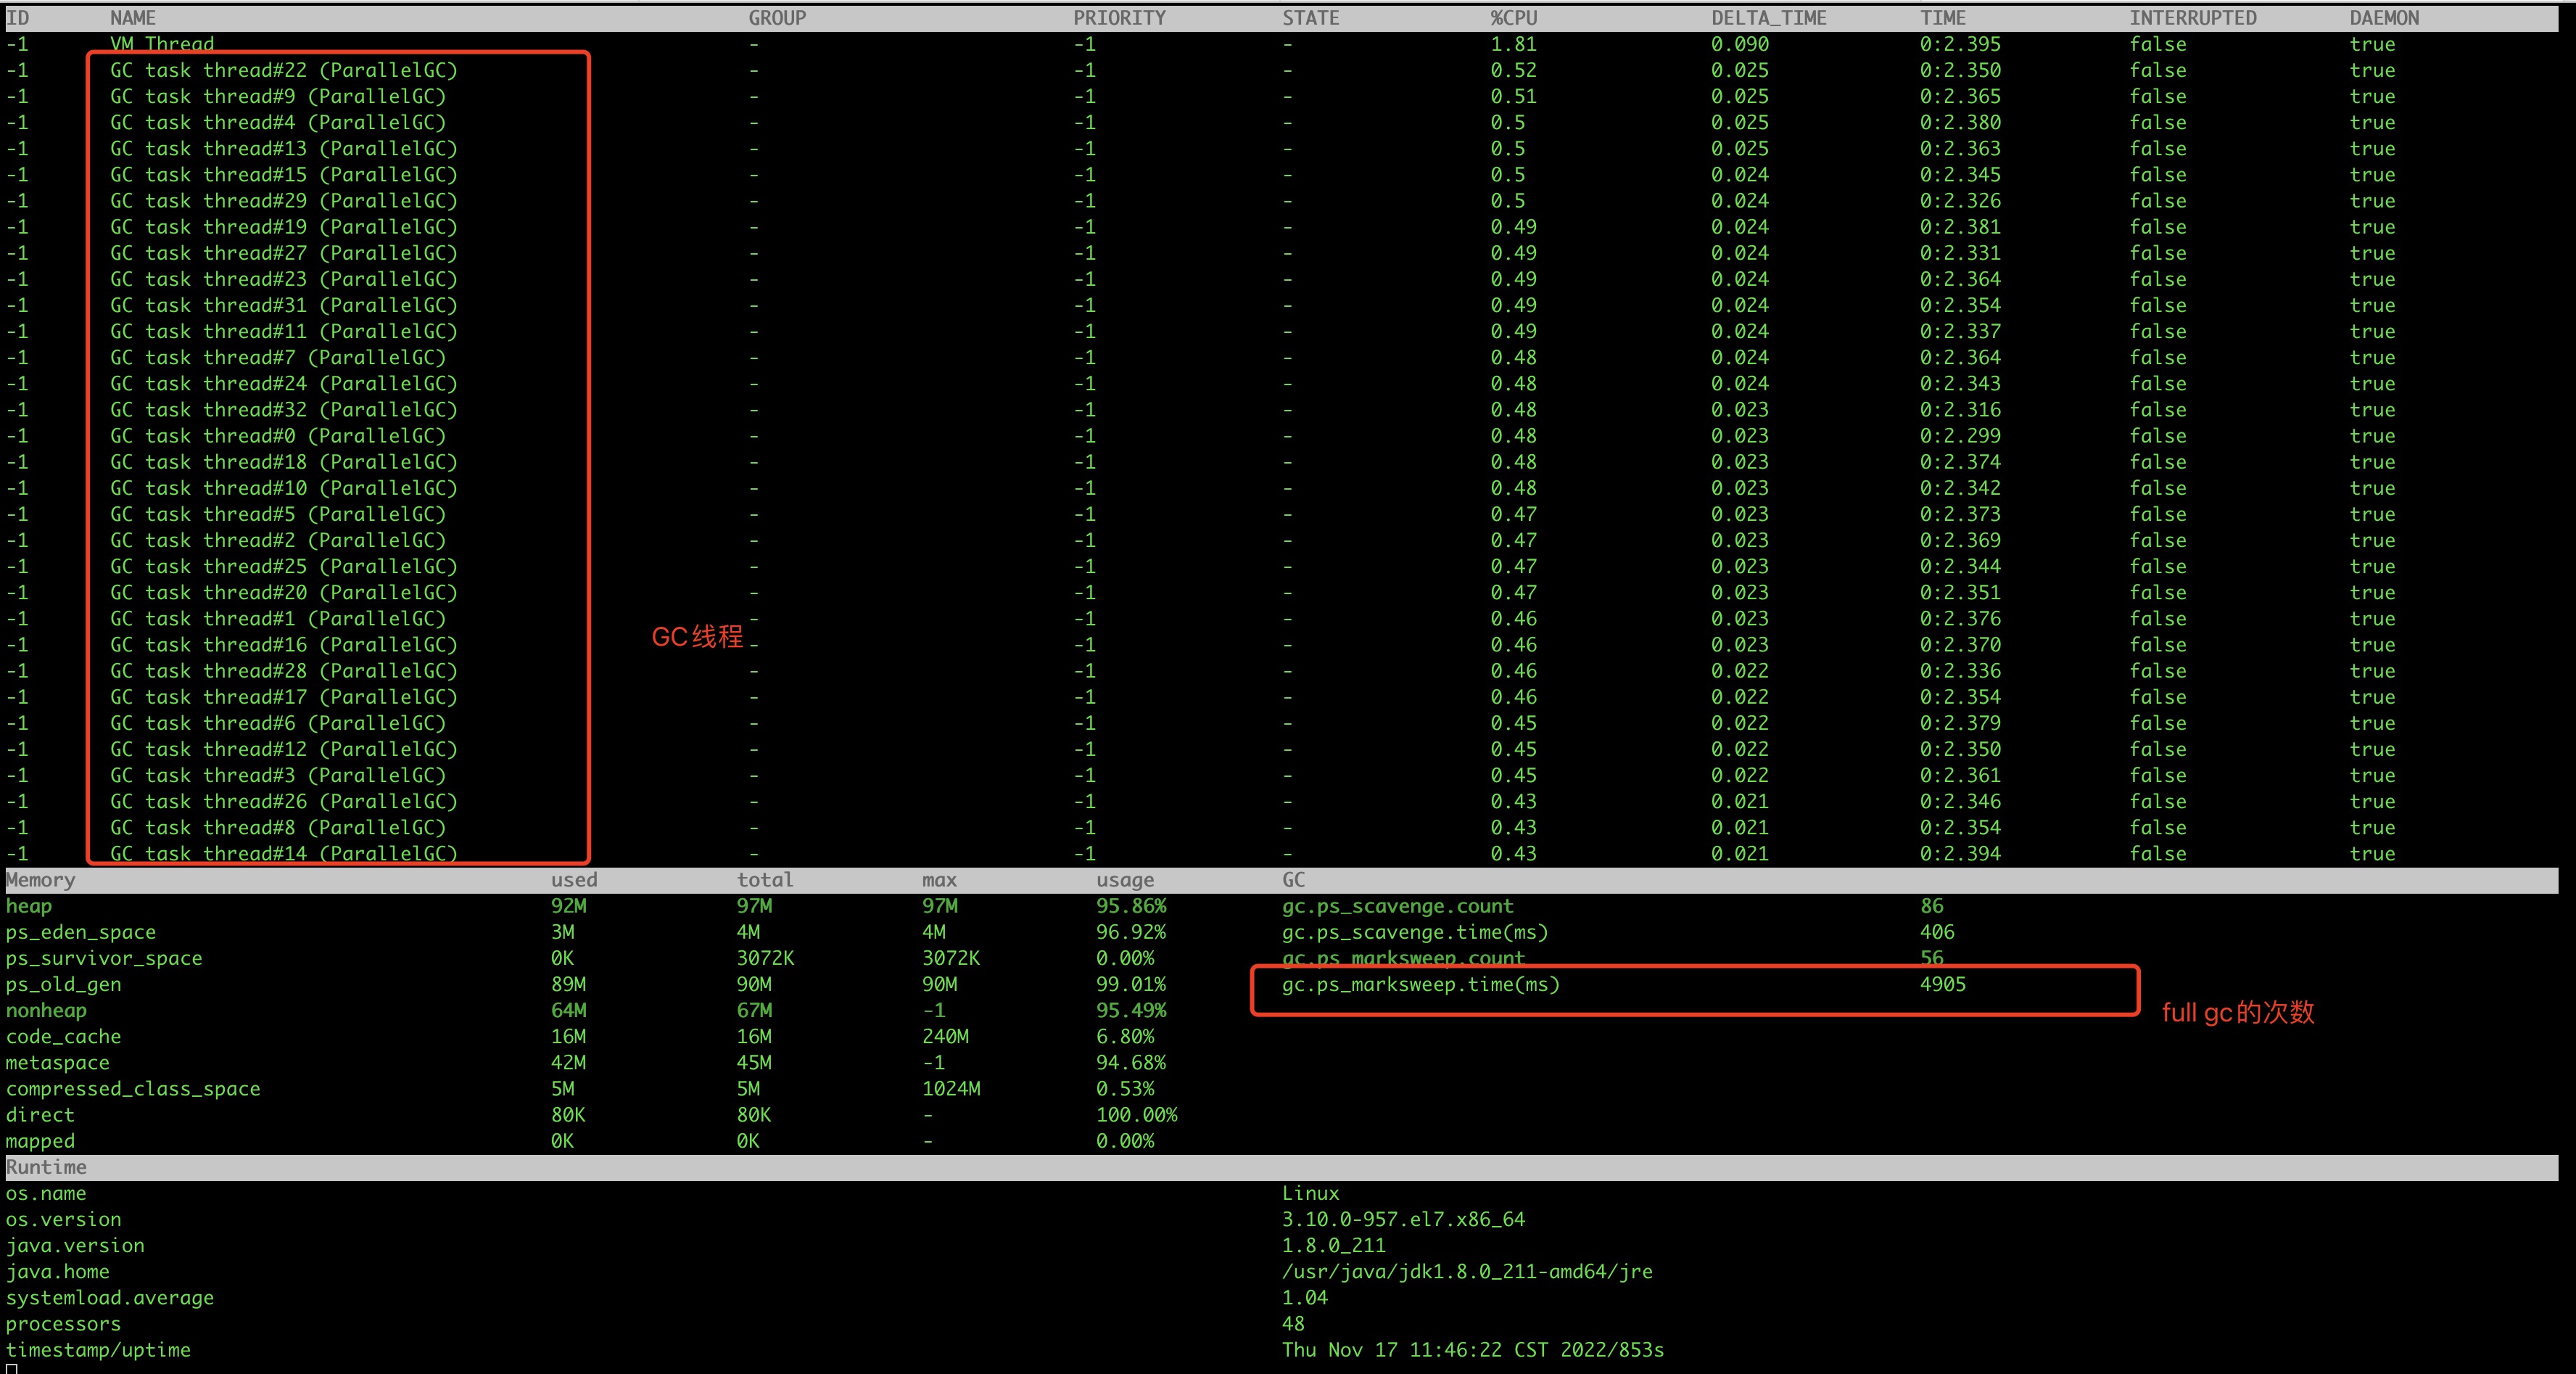 ID NAME GROUP PRIORITY STATE %CPU DELTA_TIME TIME INTERRUPTED DAEMON
-1 VM Thread - -1 - 1.81 0.090 0:2.395 false true
-1 GC task thread#22 (ParallelGC) - -1 - 0.52 0.025 0:2.350 false true
-1 GC task thread#9 (ParallelGC) - -1 - 0.51 0.025 0:2.365 false true
-1 GC task thread#4 (ParallelGC) - -1 - 0.5 0.025 0:2.380 false true
-1 GC task thread#13 (ParallelGC) - -1 - 0.5 0.025 0:2.363 false true
-1 GC task thread#15 (ParallelGC) - -1 - 0.5 0.024 0:2.345 false true
-1 GC task thread#29 (ParallelGC) - -1 - 0.5 0.024 0:2.326 false true
-1 GC task thread#19 (ParallelGC) - -1 - 0.49 0.024 0:2.381 false true
-1 GC task thread#27 (ParallelGC) - -1 - 0.49 0.024 0:2.331 false true
-1 GC task thread#23 (ParallelGC) - -1 - 0.49 0.024 0:2.364 false true
-1 GC task thread#31 (ParallelGC) - -1 - 0.49 0.024 0:2.354 false true
-1 GC task thread#11 (ParallelGC) - -1 - 0.49 0.024 0:2.337 false true
-1 GC task thread#7 (ParallelGC) - -1 - 0.48 0.024 0:2.364 false true
-1 GC task thread#24 (ParallelGC) - -1 - 0.48 0.024 0:2.343 false true
-1 GC task thread#32 (ParallelGC) - -1 - 0.48 0.023 0:2.316 false true
-1 GC task thread#0 (ParallelGC) - -1 - 0.48 0.023 0:2.299 false true
-1 GC task thread#18 (ParallelGC) - -1 - 0.48 0.023 0:2.374 false true
-1 GC task thread#10 (ParallelGC) - -1 - 0.48 0.023 0:2.342 false true
-1 GC task thread#5 (ParallelGC) - -1 - 0.47 0.023 0:2.373 false true
-1 GC task thread#2 (ParallelGC) - -1 - 0.47 0.023 0:2.369 false true
-1 GC task thread#25 (ParallelGC) - -1 - 0.47 0.023 0:2.344 false true
-1 GC task thread#20 (ParallelGC) - -1 - 0.47 0.023 0:2.351 false true
-1 GC task thread#1 (ParallelGC) - -1 - 0.46 0.023 0:2.376 false true
GC线程
-1 GC task thread#16 (ParallelGC) - -1 - 0.46 0.023 0:2.370 false true
-1 GC task thread#28 (ParallelGC) - -1 - 0.46 0.022 0:2.336 false true
-1 GC task thread#17 (ParallelGC) - -1 - 0.46 0.022 0:2.354 false true
-1 GC task thread#6 (ParallelGC) - -1 - 0.45 0.022 0:2.379 false true
-1 GC task thread#12 (ParallelGC) - -1 - 0.45 0.022 0:2.350 false true
-1 GC task thread#3 (ParallelGC) - -1 - 0.45 0.022 0:2.361 false true
-1 GC task thread#26 (ParallelGC) - -1 - 0.43 0.021 0:2.346 false true
-1 GC task thread#8 (ParallelGC) - -1 - 0.43 0.021 0:2.354 false true
-1 GC task thread#14 (ParallelGC) - -1 - 0.43 0.021 0:2.394 false true
Memory used total max usage GC
heap 92M 97M 97M 95.86% gc.ps_scavenge.count 86
ps_eden_space 3M 4M 4M 96.92% gc.ps_scavenge.time(ms) 406
ps_survivor_space 0K 3072K 3072K 0.00% gc.ps_marksweep.count 56
ps_old_gen 89M 90M 90M 99.01% gc.ps_marksweep.time(ms) 4905
nonheap 64M 67M -1 95.49%
full gc的次数
code_cache 16M 16M 240M 6.80%
metaspace 42M 45M -1 94.68%
compressed_class_space 5M 5M 1024M 0.53%
direct 80K 80K - 100.00%
mapped 0K 0K - 0.00%
Runtime
os.name Linux
os.version 3.10.0-957.el7.x86_64
java.version 1.8.0_211
java.home /usr/java/jdk1.8.0_211-amd64/jre
systemload.average 1.04
processors 48
timestamp/uptime Thu Nov 17 11:46:22 CST 2022/853s